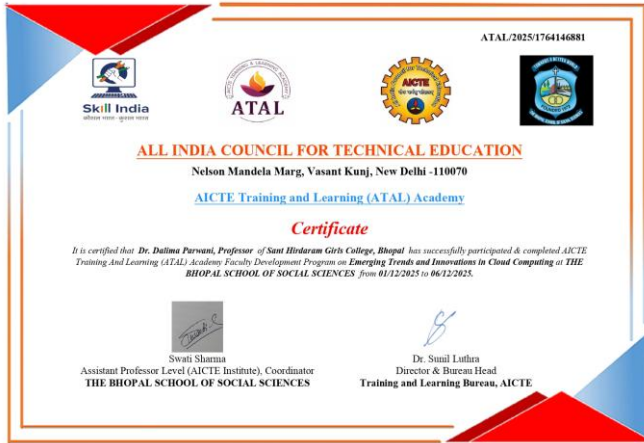 ATAL/2025/1764146881
Skill India
कौशल भारत - कुशल भारत
ATAL
AICTE
ALL INDIA COUNCIL FOR TECHNICAL EDUCATION
Nelson Mandela Marg, Vasant Kunj, New Delhi -110070
AICTE Training and Learning (ATAL) Academy
Certificate
It is certified that Dr. Dalima Parwani, Professor of Sant Hirdaram Girls College, Bhopal has successfully participated & completed AICTE
Training And Learning (ATAL) Academy Faculty Development Program on Emerging Trends and Innovations in Cloud Computing at THE
BHOPAL SCHOOL OF SOCIAL SCIENCES from 01/12/2025 to 06/12/2025.
Swati Sharma
Assistant Professor Level (AICTE Institute), Coordinator
THE BHOPAL SCHOOL OF SOCIAL SCIENCES
Dr. Sunil Luthra
Director & Bureau Head
Training and Learning Bureau, AICTE